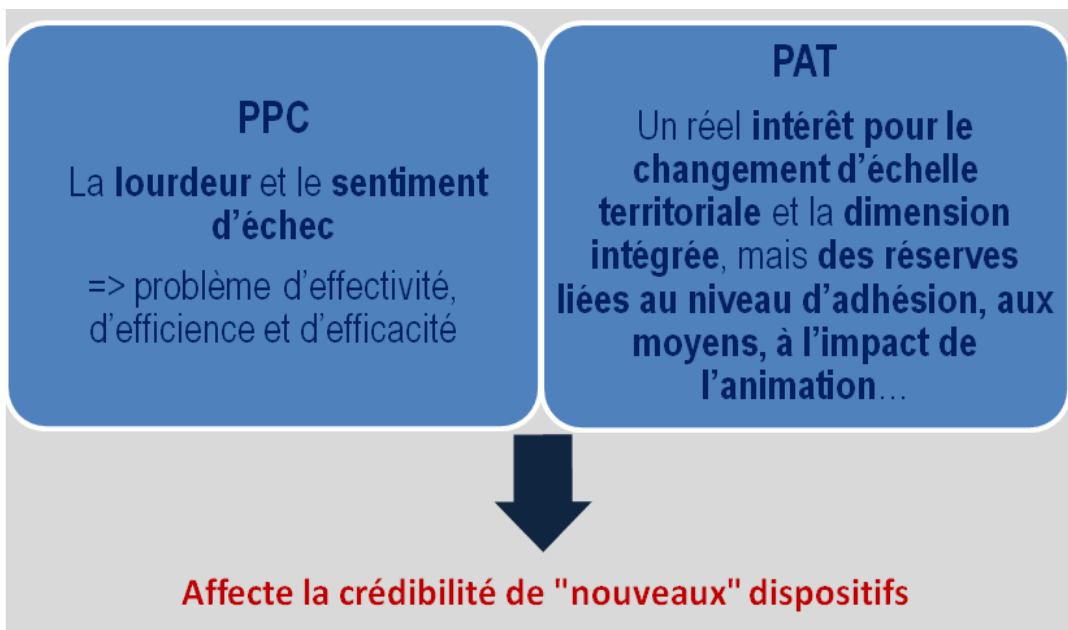 PPC
La lourdeur et le sentiment
d'échec
=> problème d'effectivité,
d'efficience et d'efficacité
PAT
Un réel intérêt pour le
changement d'échelle
territoriale et la dimension
intégrée, mais des réserves
liées au niveau d'adhésion, aux
moyens, à l'impact de
l'animation...
Affecte la crédibilité de "nouveaux" dispositifs